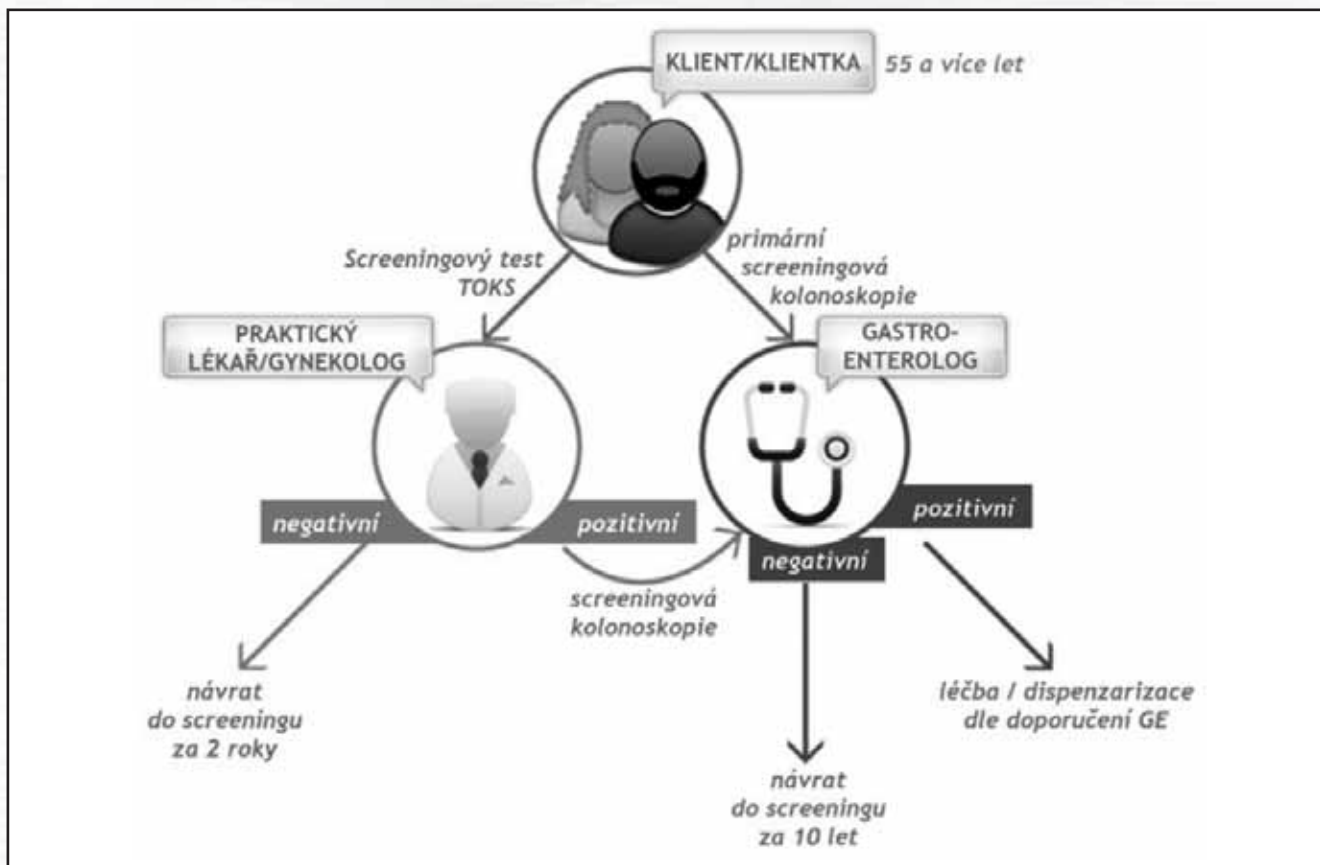 KLIENT/KLIENTKA 55 a více let
Screeningový test
TOKS
primární
screeningová
kolonoskopie
PRAKTICKÝ
LÉKAŘ/GYNEKOLOG
GASTRO-
ENTEROLOG
negativní
pozitivní
pozitivní
negativní
screeningová
kolonoskopie
návrat
do screeningu
za 2 roky
léčba / dispenzarizace
dle doporučení GE
návrat
do screeningu
za 10 let